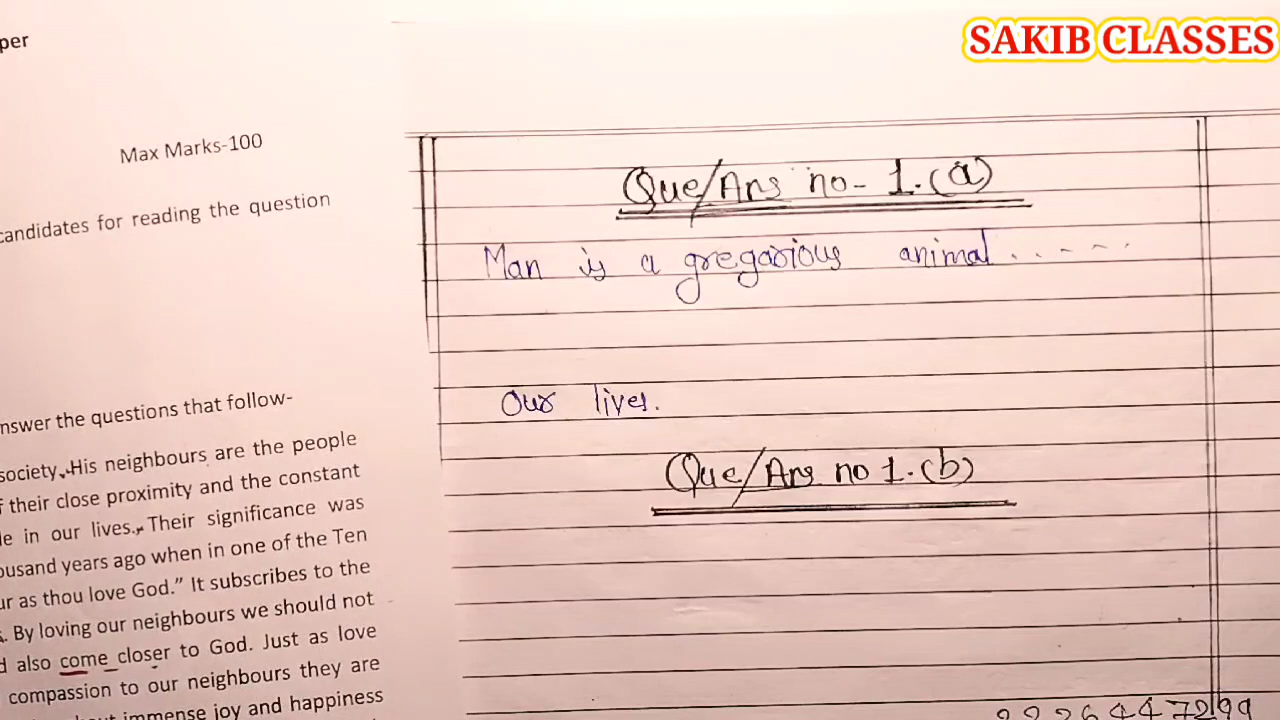 SAKIB CLASSES
per
Max Marks-100
candidates for reading the question
answer the questions that follow-
society, His neighbours are the people
f their close proximity and the constant
le in our lives. Their significance was
ousand years ago when in one of the Ten
ur as thou love God." It subscribes to the
. By loving our neighbours we should not
d also come closer to God. Just as love
compassion to our neighbours they are
immense joy and happiness
Que/Ans no- 1.(a)
Man is a gregarious animal . . - - .
Our lives.
Que/Ans no 1.(b)